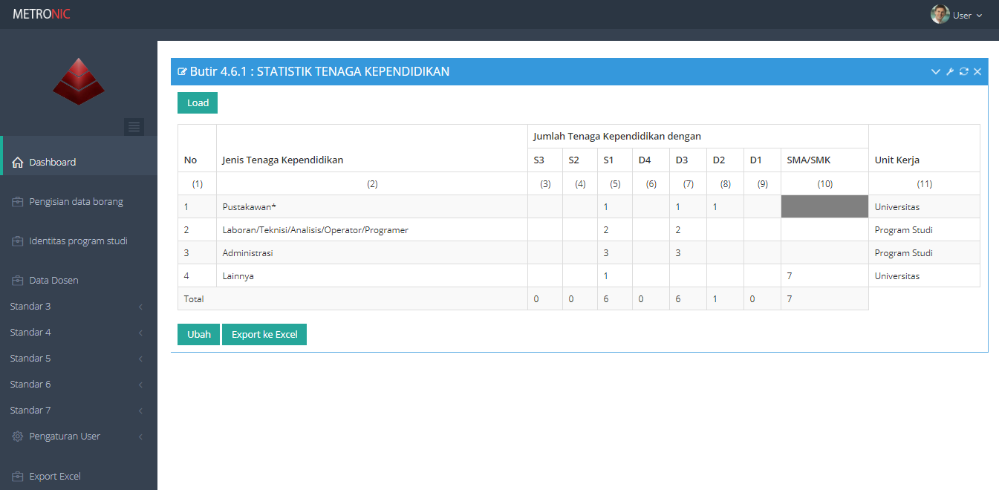 METRONIC
User
Dashboard
Pengisian data borang
Identitas program studi
Data Dosen
Standar 3
Standar 4
Standar 5
Standar 6
Standar 7
Pengaturan User
Export Excel
Butir 4.6.1 : STATISTIK TENAGA KEPENDIDIKAN
Load
Jumlah Tenaga Kependidikan dengan
No Jenis Tenaga Kependidikan S3 S2 S1 D4 D3 D2 D1 SMA/SMK Unit Kerja
(1) (2) (3) (4) (5) (6) (7) (8) (9) (10) (11)
1 Pustakawan* 1 1 1 Universitas
2 Laboran/Teknisi/Analisis/Operator/Programer 2 2 Program Studi
3 Administrasi 3 3 Program Studi
4 Lainnya 1 7 Universitas
Total 0 0 6 0 6 1 0 7
Ubah Export ke Excel